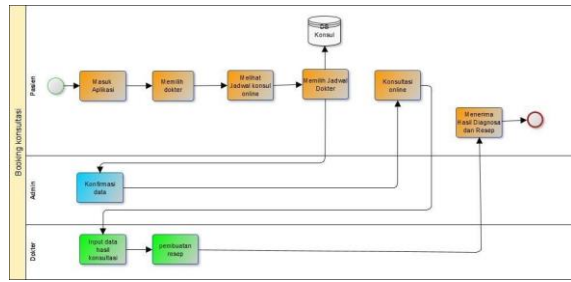 Booking konsultasi
Pasien
Masuk
Aplikasi
Memilih
dokter
Melihat
Jadwal konsul
online
Memilih Jadwal
Dokter
DB
Konsul
Konsultasi
online
Menerima
Hasil Diagnosa
dan Resep
Admin
Konfirmasi
data
Dokter
Input data
hasil
konsultasi
pembuatan
resep